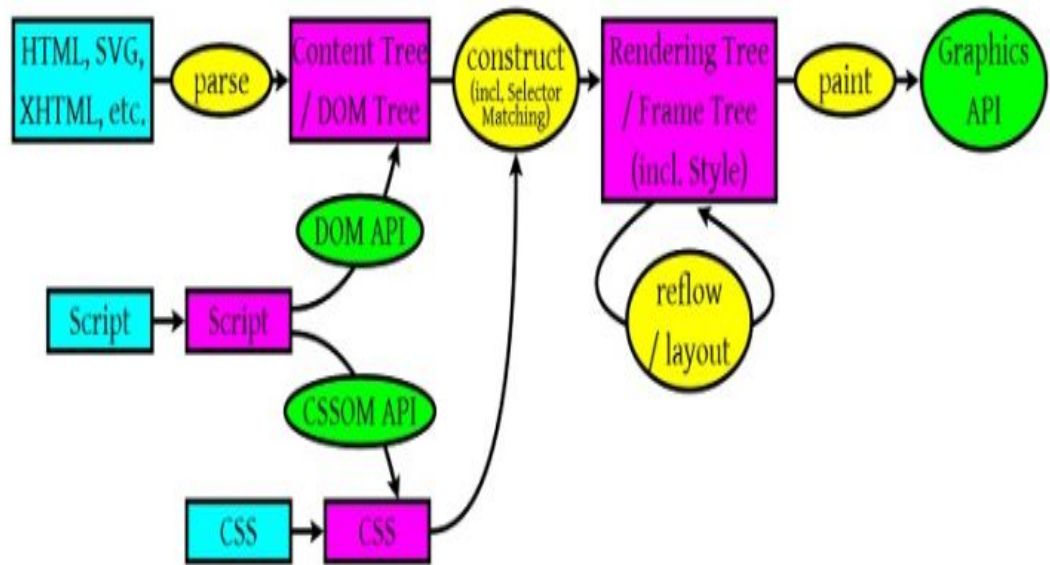 HTML, SVG,
XHTML, etc.
parse
Content Tree
/ DOM Tree
construct
(incl. Selector
Matching)
Rendering Tree
/ Frame Tree
(incl. Style)
paint
Graphics
API
DOM API
Script
Script
reflow
/ layout
CSSOM API
CSS
CSS